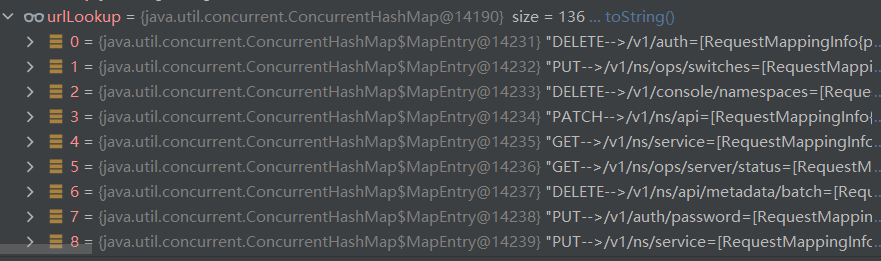 urlLookup = {java.util.concurrent.ConcurrentHashMap@14190} size = 136 ... toString()
0 = {java.util.concurrent.ConcurrentHashMap$MapEntry@14231} "DELETE-->/v1/auth=[RequestMappingInfo{p...
1 = {java.util.concurrent.ConcurrentHashMap$MapEntry@14232} "PUT-->/v1/ns/ops/switches=[RequestMappi...
2 = {java.util.concurrent.ConcurrentHashMap$MapEntry@14233} "DELETE-->/v1/console/namespaces=[Reque...
3 = {java.util.concurrent.ConcurrentHashMap$MapEntry@14234} "PATCH-->/v1/ns/api=[RequestMappingInfo{...
4 = {java.util.concurrent.ConcurrentHashMap$MapEntry@14235} "GET-->/v1/ns/service=[RequestMappingInfo...
5 = {java.util.concurrent.ConcurrentHashMap$MapEntry@14236} "GET-->/v1/ns/ops/server/status=[RequestM...
6 = {java.util.concurrent.ConcurrentHashMap$MapEntry@14237} "DELETE-->/v1/ns/api/metadata/batch=[Requ...
7 = {java.util.concurrent.ConcurrentHashMap$MapEntry@14238} "PUT-->/v1/auth/password=[RequestMappin...
8 = {java.util.concurrent.ConcurrentHashMap$MapEntry@14239} "PUT-->/v1/ns/service=[RequestMappingInfo...